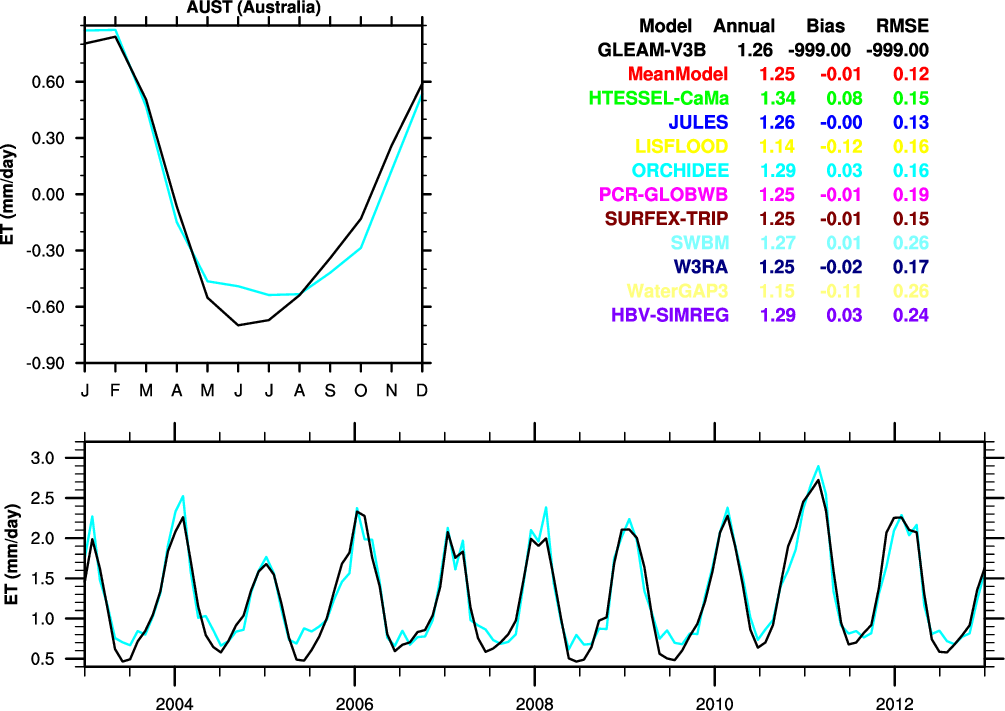 AUST (Australia)
Model Annual Bias RMSE
GLEAM-V3B 1.26 -999.00 -999.00
MeanModel 1.25 -0.01 0.12
HTESSEL-CaMa 1.34 0.08 0.15
JULES 1.26 -0.00 0.13
LISFLOOD 1.14 -0.12 0.16
ORCHIDEE 1.29 0.03 0.16
PCR-GLOBWB 1.25 -0.01 0.19
SURFEX-TRIP 1.25 -0.01 0.15
SWBM 1.27 0.01 0.26
W3RA 1.25 -0.02 0.17
WaterGAP3 1.15 -0.11 0.26
HBV-SIMREG 1.29 0.03 0.24
ET (mm/day)
0.60
0.30
0.00
-0.30
-0.60
-0.90
J F M A M J J A S O N D
ET (mm/day)
3.0
2.5
2.0
1.5
1.0
0.5
2004 2006 2008 2010 2012